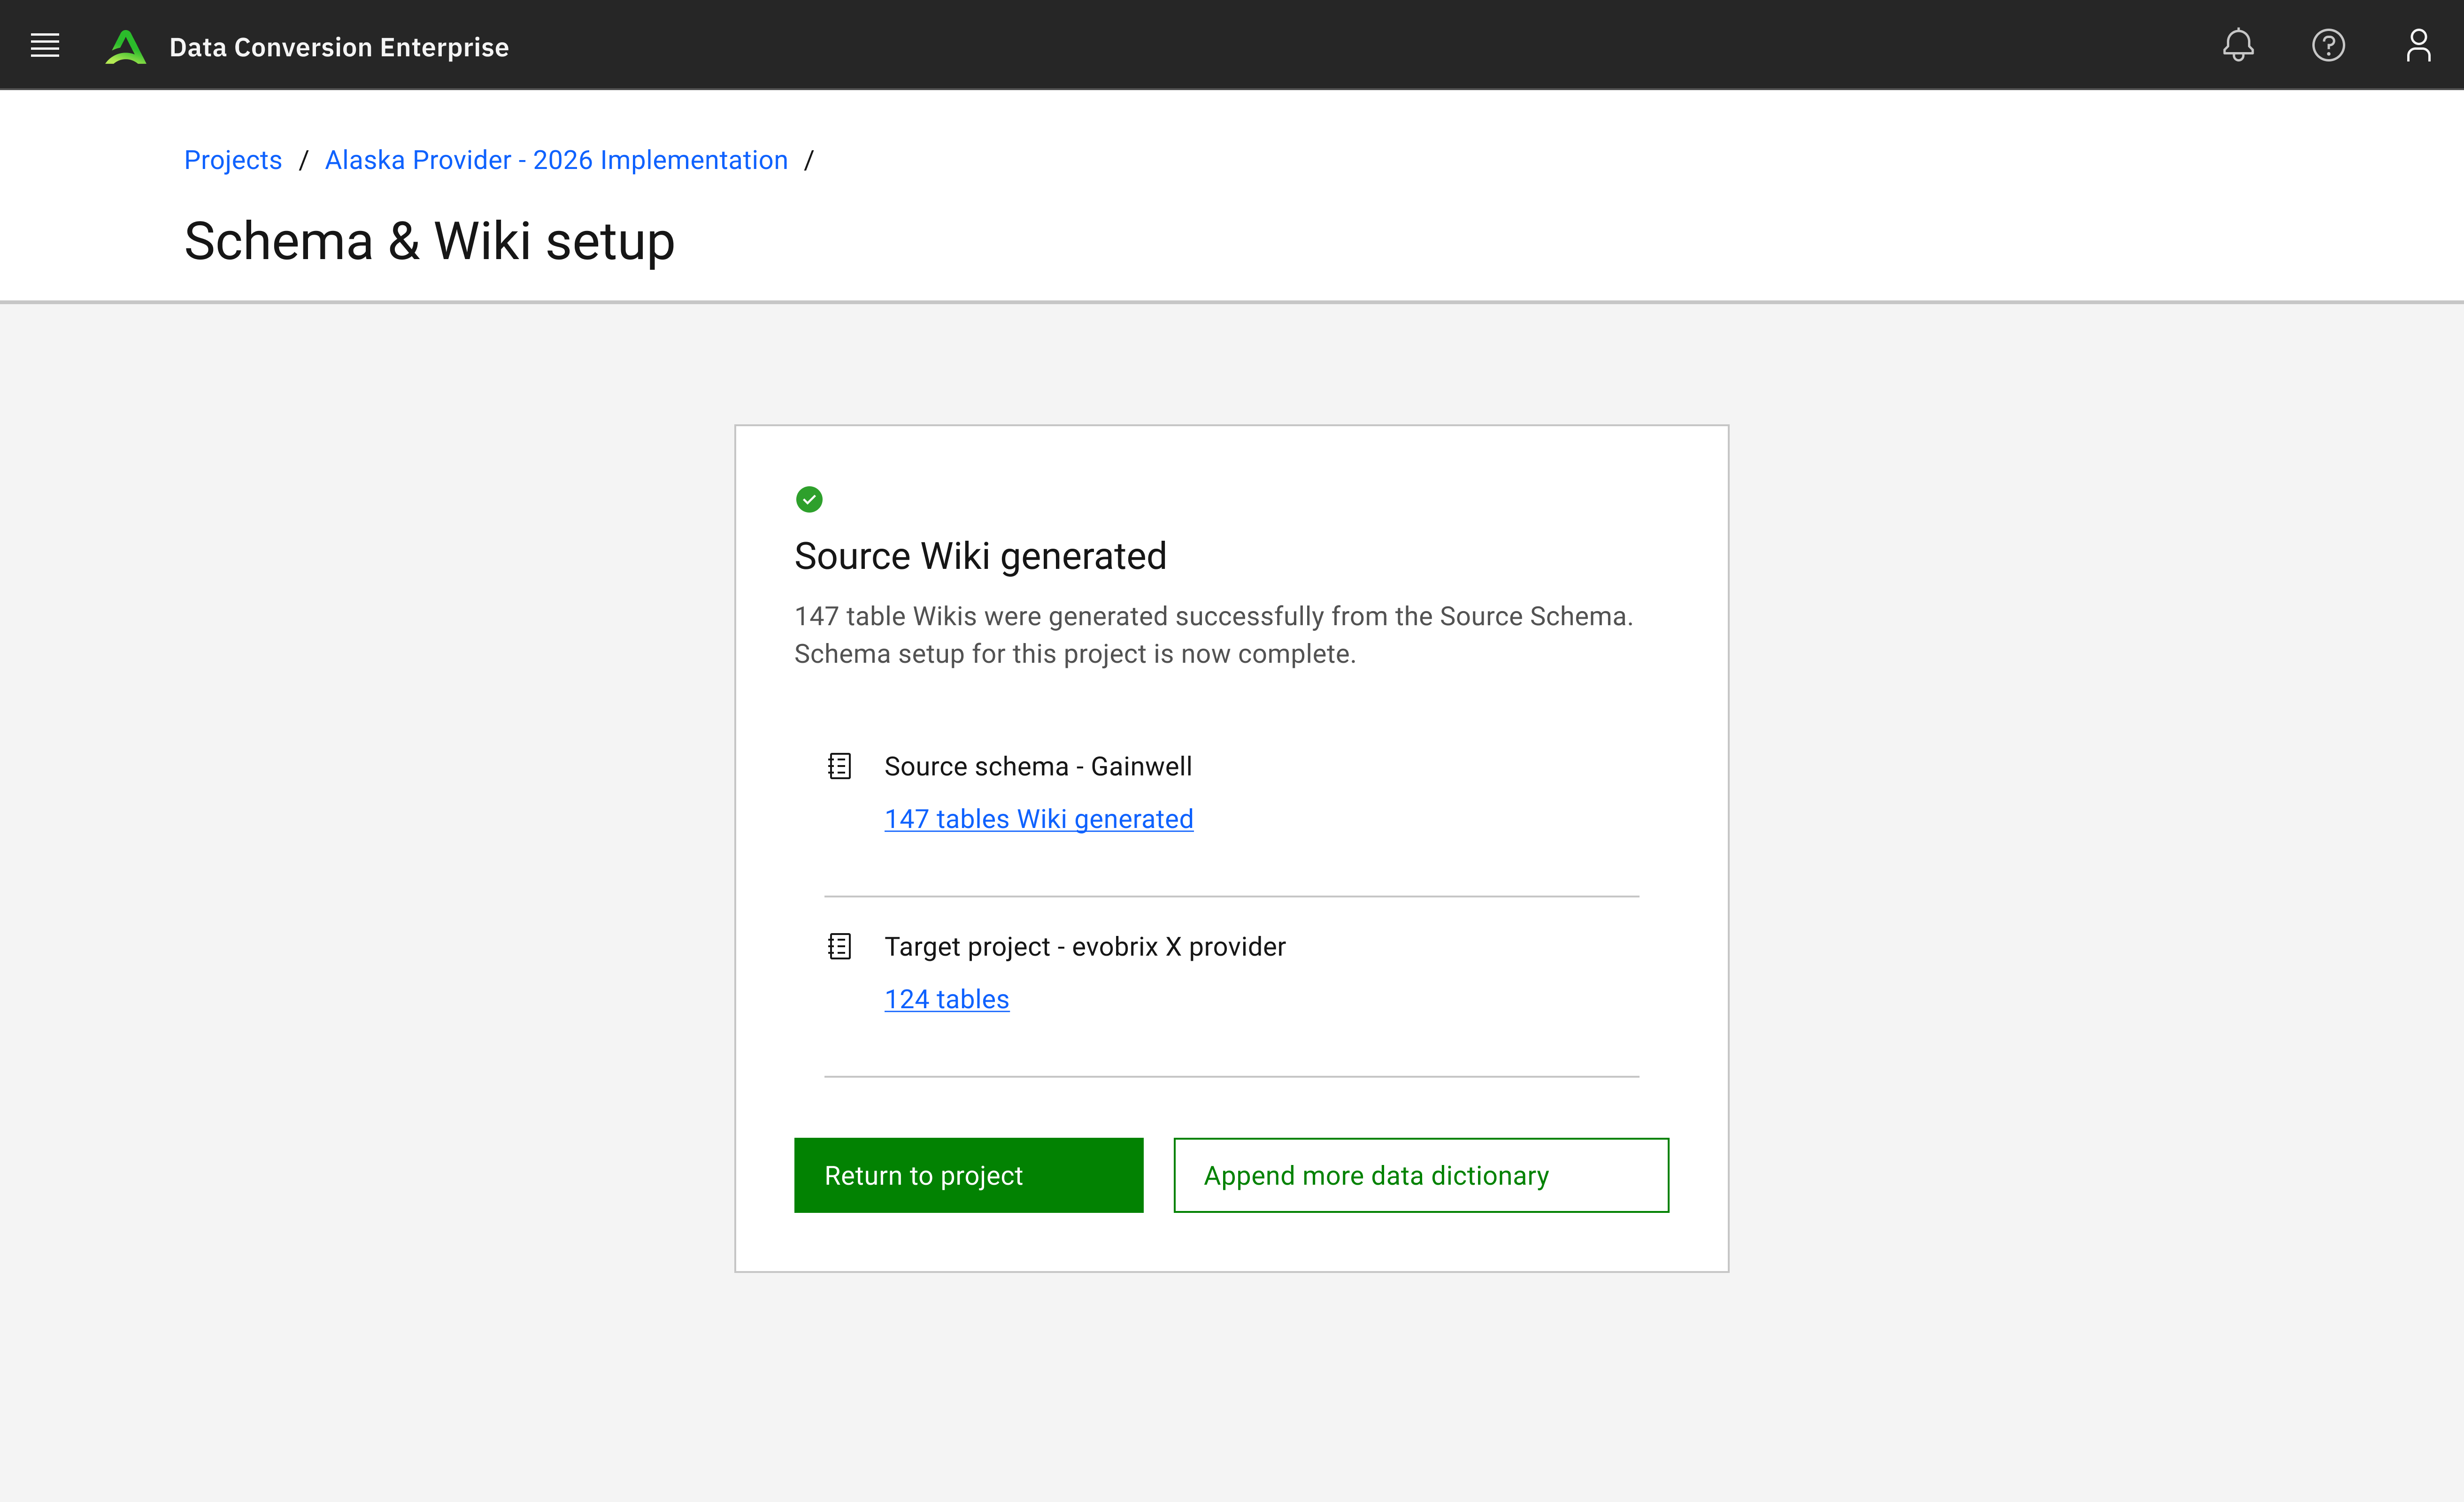 Data Conversion Enterprise
Projects / Alaska Provider - 2026 Implementation /
Schema & Wiki setup
Source Wiki generated
147 table Wikis were generated successfully from the Source Schema.
Schema setup for this project is now complete.
Source schema - Gainwell
147 tables Wiki generated
Target project - evobrix X provider
124 tables
Return to project
Append more data dictionary